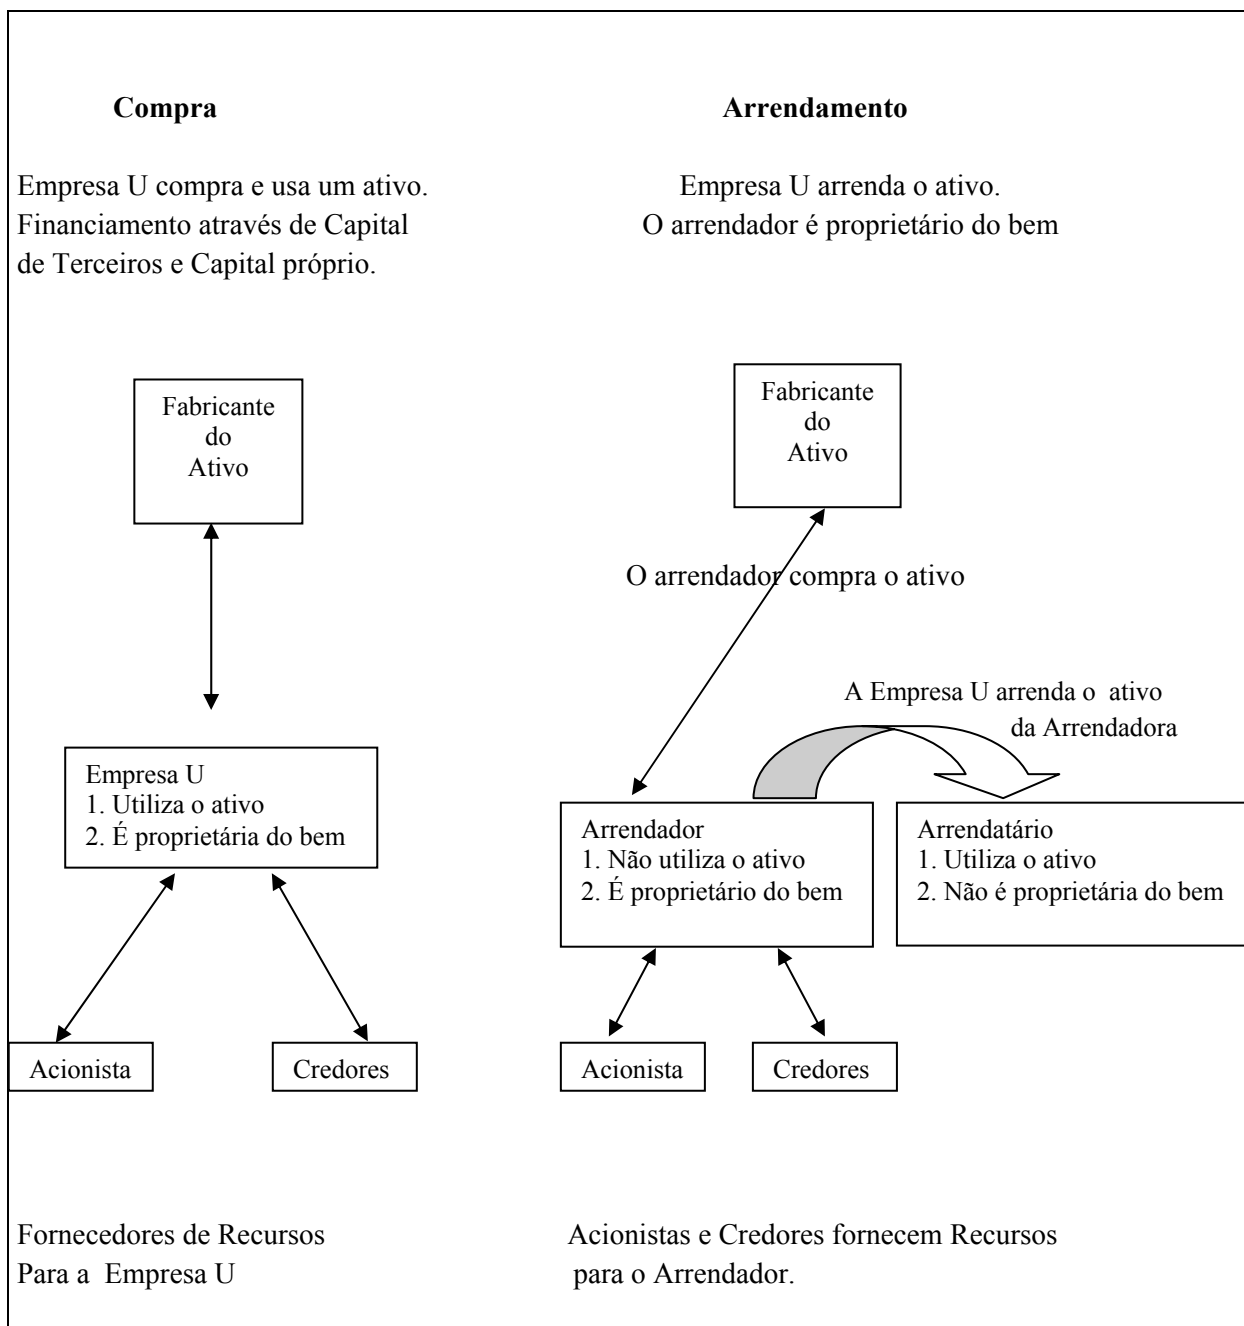 Compra
Empresa U compra e usa um ativo.
Financiamento através de Capital
de Terceiros e Capital próprio.
Fabricante
do
Ativo
Empresa U
1. Utiliza o ativo
2. É proprietária do bem
Acionista
Credores
Fornecedores de Recursos
Para a Empresa U
Arrendamento
Empresa U arrenda o ativo.
O arrendador é proprietário do bem
Fabricante
do
Ativo
O arrendador compra o ativo
A Empresa U arrenda o ativo
da Arrendadora
Arrendador
1. Não utiliza o ativo
2. É proprietário do bem
Arrendatário
1. Utiliza o ativo
2. Não é proprietária do bem
Acionista
Credores
Acionistas e Credores fornecem Recursos
para o Arrendador.